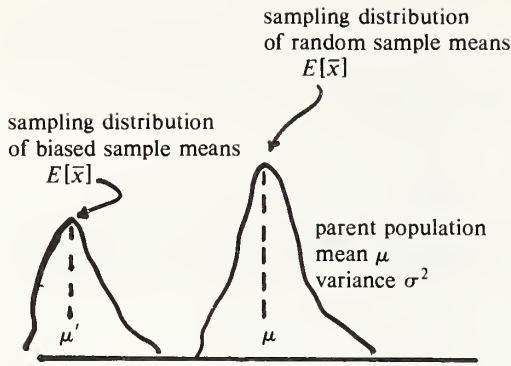 sampling distribution
of random sample means
E[x̄]
sampling distribution
of biased sample means
E[x̄]
parent population
mean μ
variance σ²
μ′
μ